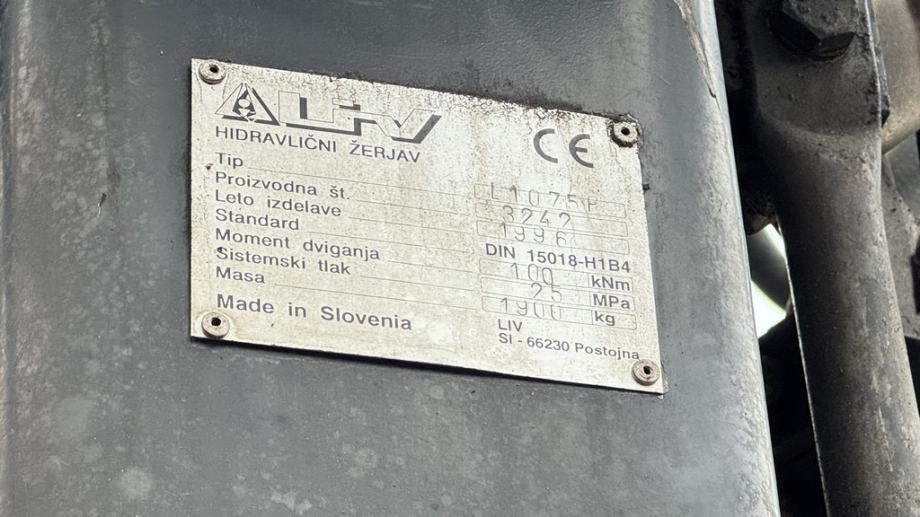 LIV
CE
HIDRAVLIČNI ŽERJAV
Tip L1075P
Proizvodna št. 3242
Leto izdelave 1996
Standard DIN 15018-H1B4
Moment dviganja 100 kNm
Sistemski tlak 25 MPa
Masa 1900 kg
Made in Slovenia
LIV
SI - 66230 Postojna